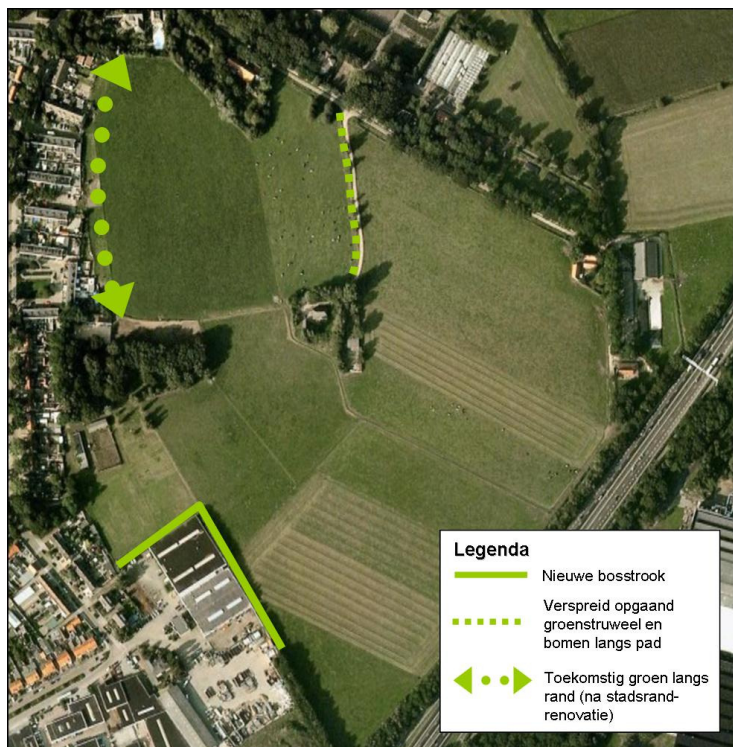 Legenda
Nieuwe bosstrook
Verspreid opgaand
groenstruweel en
bomen langs pad
Toekomstig groen langs
rand (na stadsrand-
renovatie)